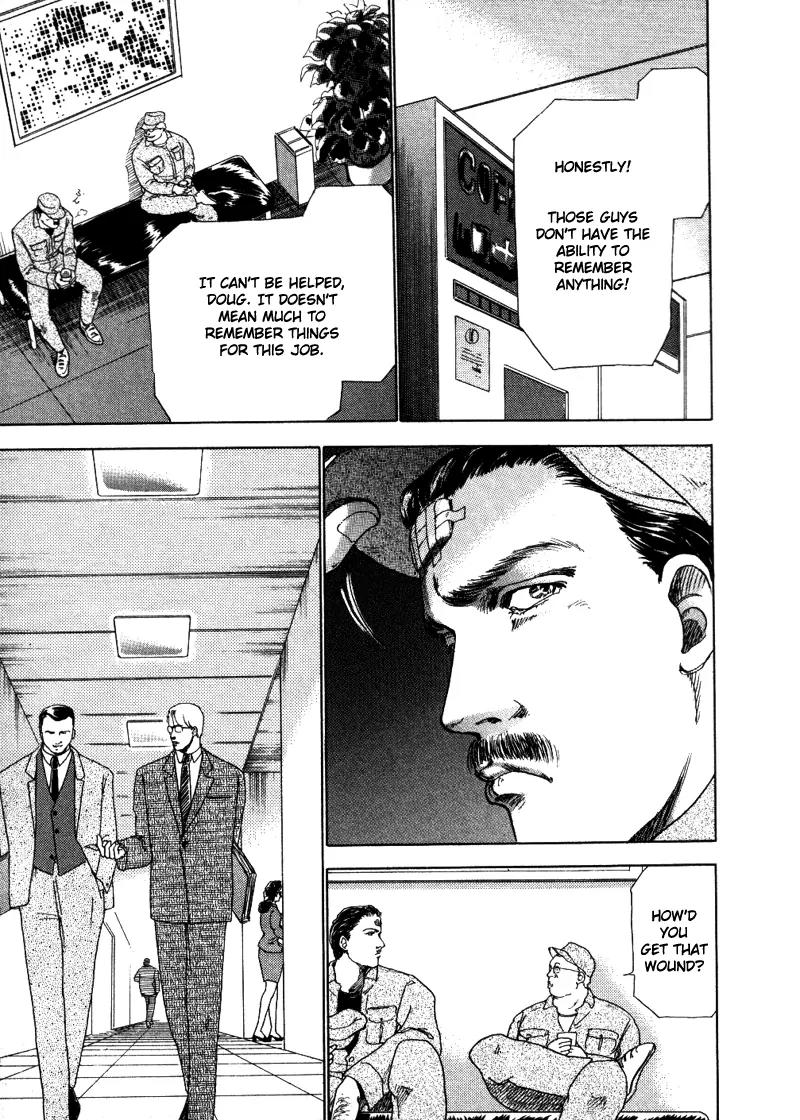 HONESTLY!
THOSE GUYS
DON'T HAVE THE
ABILITY TO
REMEMBER
ANYTHING!
COF
IT CAN'T BE HELPED,
DOUG. IT DOESN'T
MEAN MUCH TO
REMEMBER THINGS
FOR THIS JOB.
HOW'D
YOU
GET THAT
WOUND?